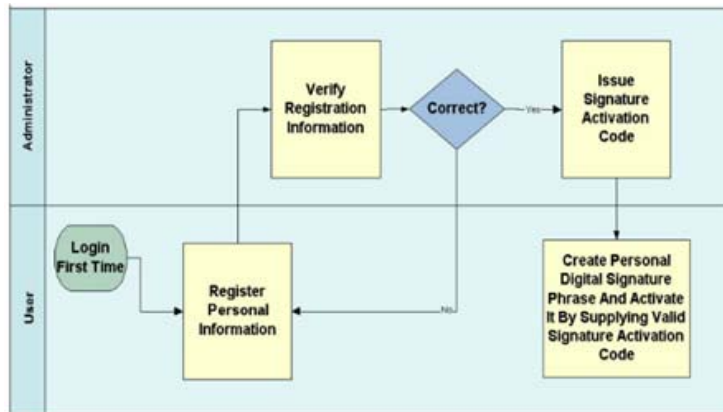 Administrator
Verify
Registration
Information
Correct?
Yes
Issue
Signature
Activation
Code
User
Login
First Time
Register
Personal
Information
No
Create Personal
Digital Signature
Phrase And Activate
It By Supplying Valid
Signature Activation
Code